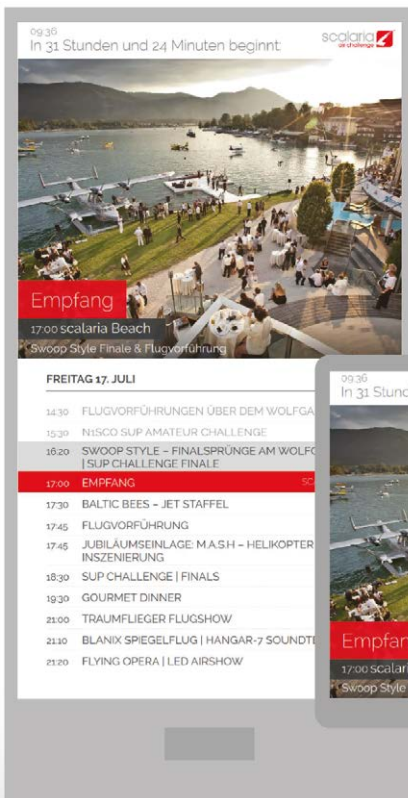 09:36
In 31 Stunden und 24 Minuten beginnt:
scalaria
air challenge
Empfang
17:00 scalaria Beach
Swoop Style Finale & Flugvorführung
FREITAG 17. JULI
14:30 FLUGVORFÜHRUNGEN ÜBER DEM WOLFGA
15:30 N1SCO SUP AMATEUR CHALLENGE
16:20 SWOOP STYLE – FINALSPRÜNGE AM WOLFG
| SUP CHALLENGE FINALE
17:00 EMPFANG SC
17:30 BALTIC BEES – JET STAFFEL
17:45 FLUGVORFÜHRUNG
17:45 JUBILÄUMSEINLAGE: M.A.S.H – HELIKOPTER
INSZENIERUNG
18:30 SUP CHALLENGE | FINALS
19:30 GOURMET DINNER
21:00 TRAUMFLIEGER FLUGSHOW
21:10 BLANIX SPIEGELFLUG | HANGAR-7 SOUNDTE
21:20 FLYING OPERA | LED AIRSHOW
09:36
In 31 Stund
Empfan
17:00 scalari
Swoop Style